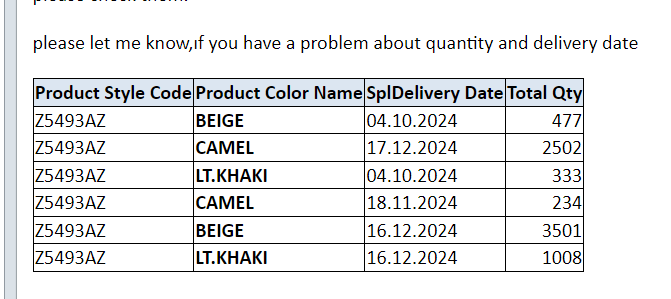 please let me know,ıf you have a problem about quantity and delivery date
Product Style Code Product Color Name SplDelivery Date Total Qty
Z5493AZ BEIGE 04.10.2024 477
Z5493AZ CAMEL 17.12.2024 2502
Z5493AZ LT.KHAKI 04.10.2024 333
Z5493AZ CAMEL 18.11.2024 234
Z5493AZ BEIGE 16.12.2024 3501
Z5493AZ LT.KHAKI 16.12.2024 1008